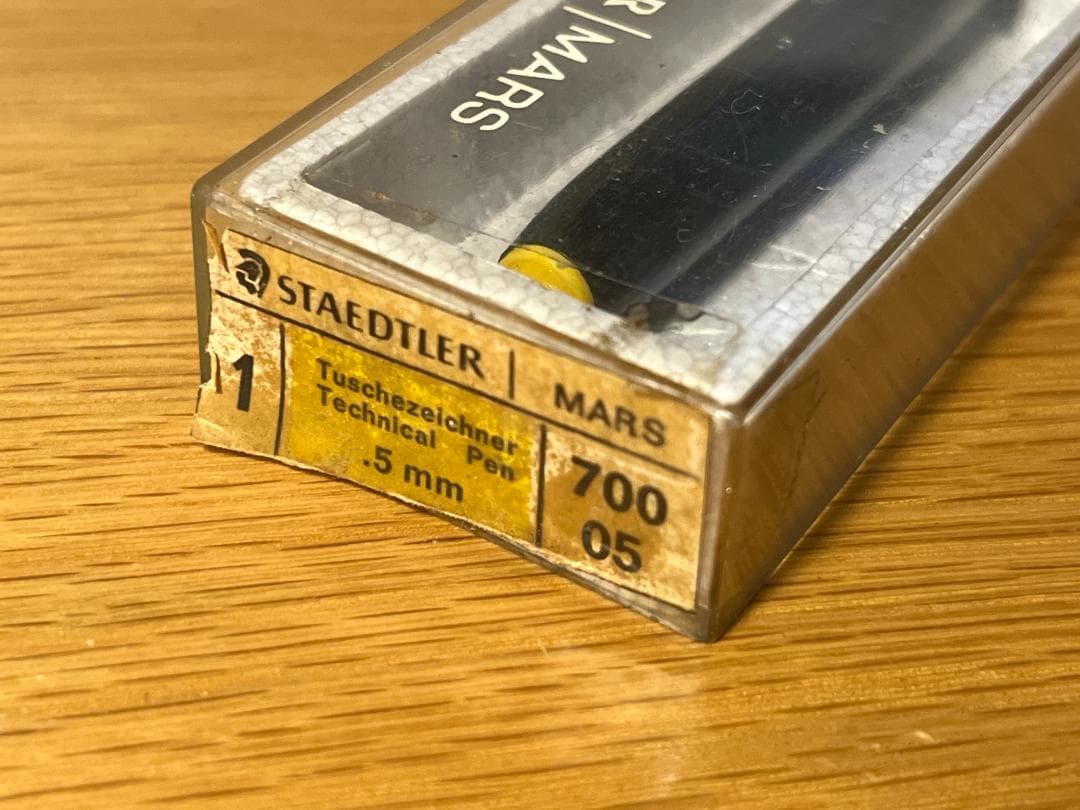 R|MARS
STAEDTLER | MARS
1
Tuschezeichner
Technical Pen
.5 mm
700
05